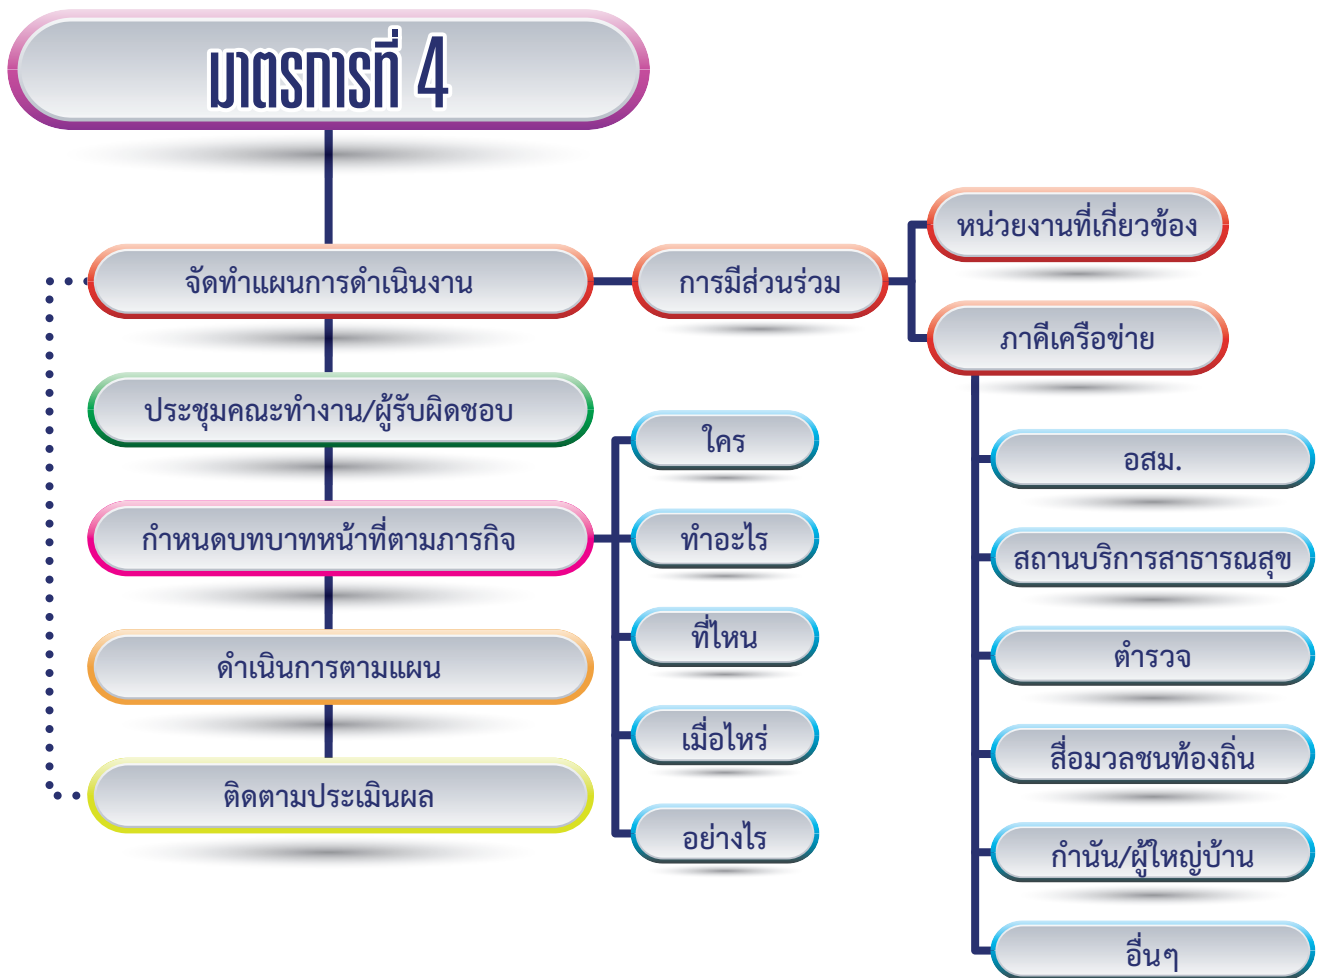 มาตรการที่ 4
จัดทำแผนการดำเนินงาน
การมีส่วนร่วม
หน่วยงานที่เกี่ยวข้อง
ภาคีเครือข่าย
อสม.
สถานบริการสาธารณสุข
ตำรวจ
สื่อมวลชนท้องถิ่น
กำนัน/ผู้ใหญ่บ้าน
อื่นๆ
ประชุมคณะทำงาน/ผู้รับผิดชอบ
กำหนดบทบาทหน้าที่ตามภารกิจ
ใคร
ทำอะไร
ที่ไหน
เมื่อไหร่
อย่างไร
ดำเนินการตามแผน
ติดตามประเมินผล